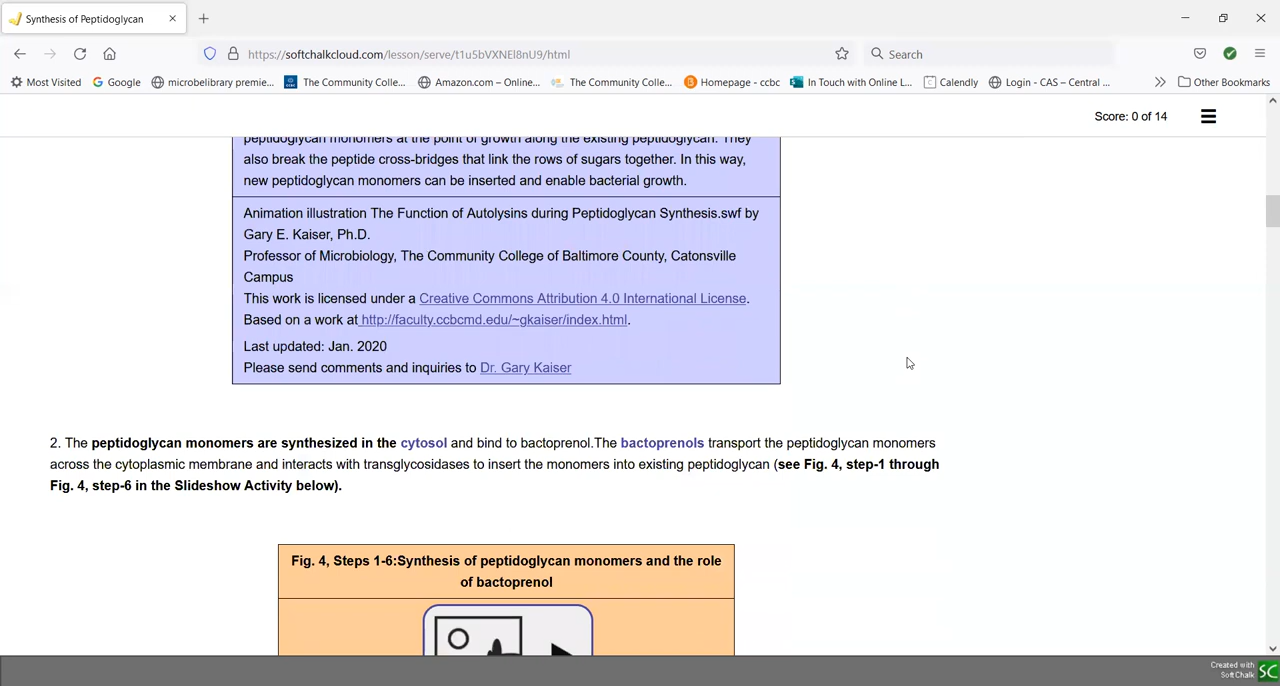 Synthesis of Peptidoglycan
https://softchalkcloud.com/lesson/serve/t1u5bVXNEl8nU9/html
Search
Most Visited
Google
microbelibrary premie...
The Community Colle...
Amazon.com – Online...
The Community Colle...
Homepage - ccbc
In Touch with Online L...
Calendly
Login - CAS – Central ...
Other Bookmarks
Score: 0 of 14
peptidoglycan monomers at the point of growth along the existing peptidoglycan. They
also break the peptide cross-bridges that link the rows of sugars together. In this way,
new peptidoglycan monomers can be inserted and enable bacterial growth.
Animation illustration The Function of Autolysins during Peptidoglycan Synthesis.swf by
Gary E. Kaiser, Ph.D.
Professor of Microbiology, The Community College of Baltimore County, Catonsville
Campus
This work is licensed under a Creative Commons Attribution 4.0 International License.
Based on a work at http://faculty.ccbcmd.edu/~gkaiser/index.html.
Last updated: Jan. 2020
Please send comments and inquiries to Dr. Gary Kaiser
2. The peptidoglycan monomers are synthesized in the cytosol and bind to bactoprenol.The bactoprenols transport the peptidoglycan monomers
across the cytoplasmic membrane and interacts with transglycosidases to insert the monomers into existing peptidoglycan (see Fig. 4, step-1 through
Fig. 4, step-6 in the Slideshow Activity below).
Fig. 4, Steps 1-6:Synthesis of peptidoglycan monomers and the role
of bactoprenol
Created with
SoftChalk
SC